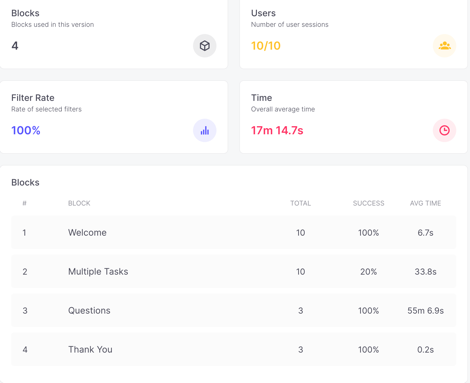 Blocks
Blocks used in this version
4
Users
Number of user sessions
10/10
Filter Rate
Rate of selected filters
100%
Time
Overall average time
17m 14.7s
Blocks
# BLOCK TOTAL SUCCESS AVG TIME
1 Welcome 10 100% 6.7s
2 Multiple Tasks 10 20% 33.8s
3 Questions 3 100% 55m 6.9s
4 Thank You 3 100% 0.2s